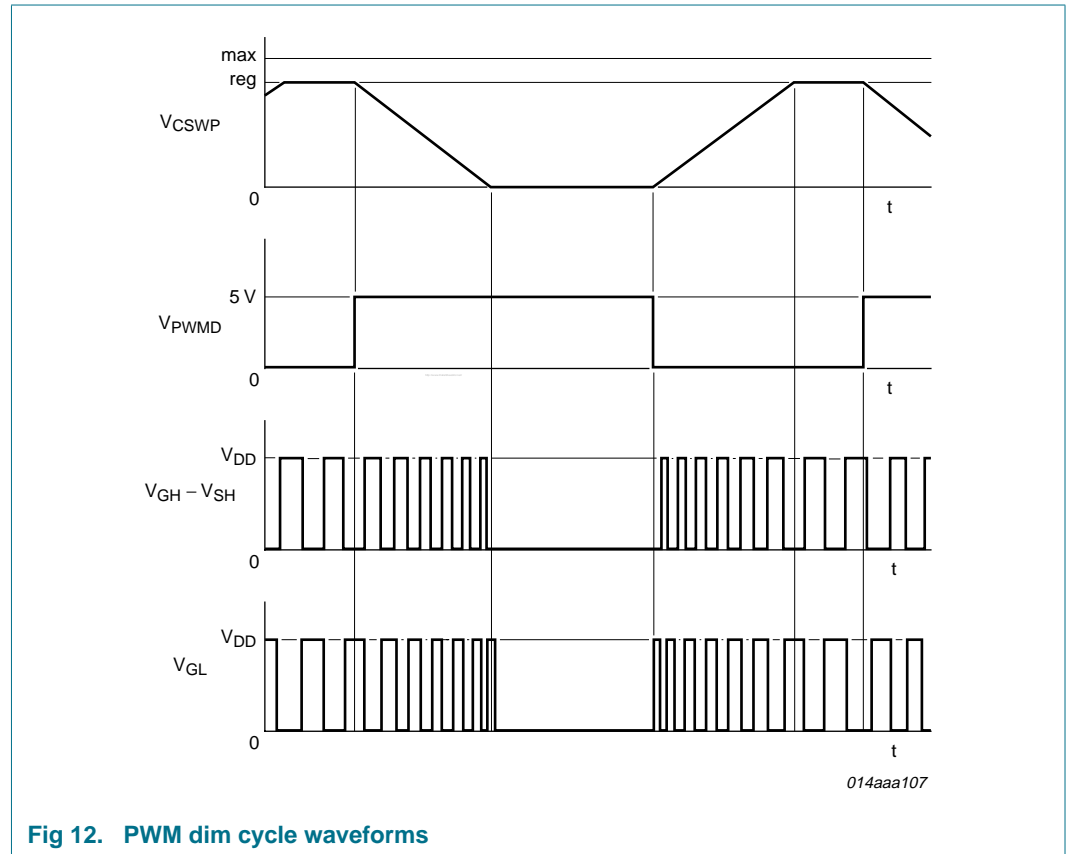 max
reg
VCSWP
0
t
5 V
VPWMD
0
t
VDD
VGH − VSH
0
t
VDD
VGL
0
t
014aaa107
Fig 12. PWM dim cycle waveforms